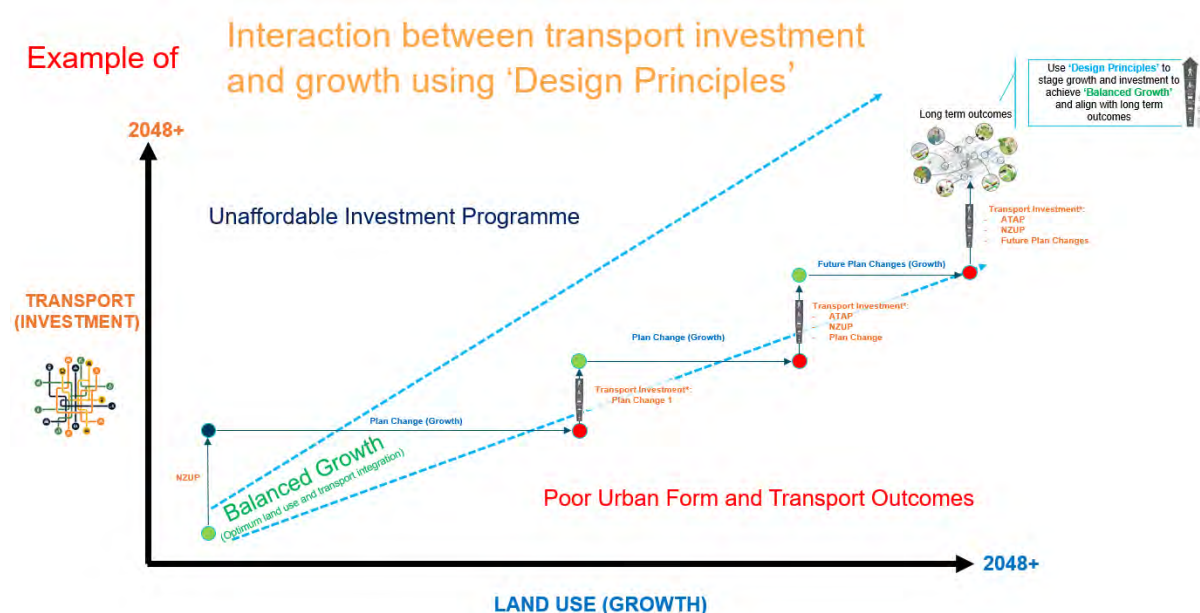 Example of
Interaction between transport investment
and growth using ‘Design Principles’
Use ‘Design Principles’ to
stage growth and investment to
achieve ‘Balanced Growth’
and align with long term
outcomes
Long term outcomes
2048+
Unaffordable Investment Programme
Transport Investment*:
- ATAP
- NZUP
- Future Plan Changes
Future Plan Changes (Growth)
TRANSPORT
(INVESTMENT)
Transport Investment*:
- ATAP
- NZUP
- Plan Change
Plan Change (Growth)
Transport Investment*:
- Plan Change 1
Plan Change (Growth)
NZUP
Balanced Growth
(Optimum land use and transport integration)
Poor Urban Form and Transport Outcomes
2048+
LAND USE (GROWTH)